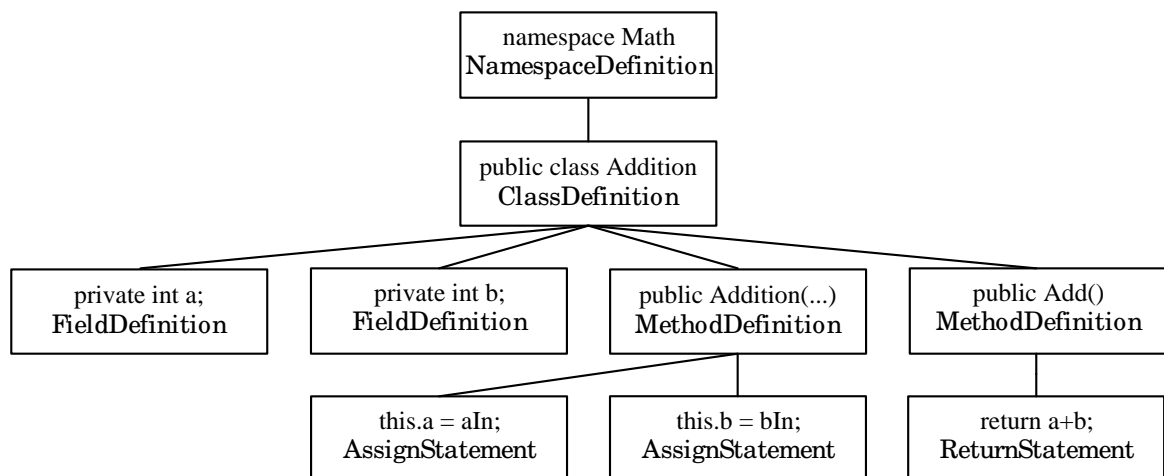 namespace Math
NamespaceDefinition
public class Addition
ClassDefinition
private int a;
FieldDefinition
private int b;
FieldDefinition
public Addition(...)
MethodDefinition
public Add()
MethodDefinition
this.a = aIn;
AssignStatement
this.b = bIn;
AssignStatement
return a+b;
ReturnStatement